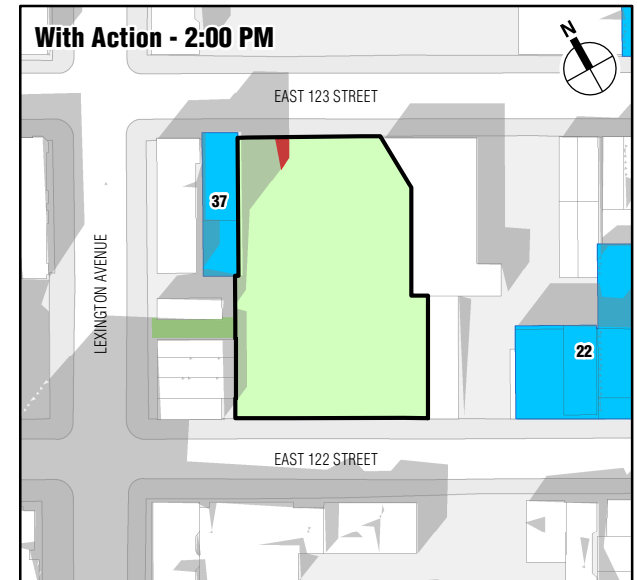 With Action - 2:00 PM
N
EAST 123 STREET
37
LEXINGTON AVENUE
22
EAST 122 STREET